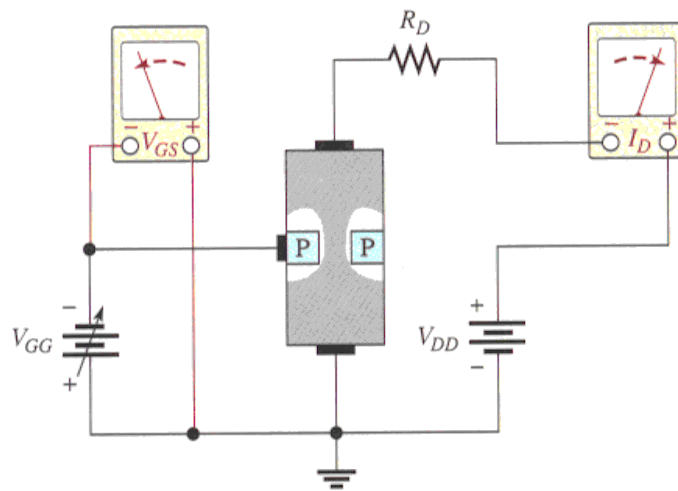 R_D
− V_GS +
− I_D +
P P
−
V_GG
+
+
V_DD
−